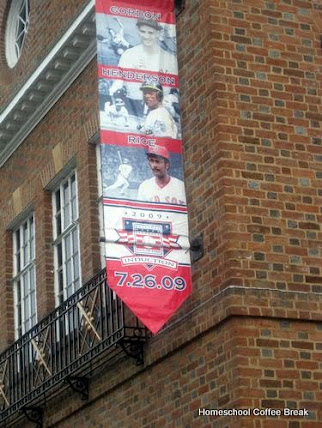 GORDON
HENDERSON
RICE
2009
INDUCTION
7.26.09
Homeschool Coffee Break